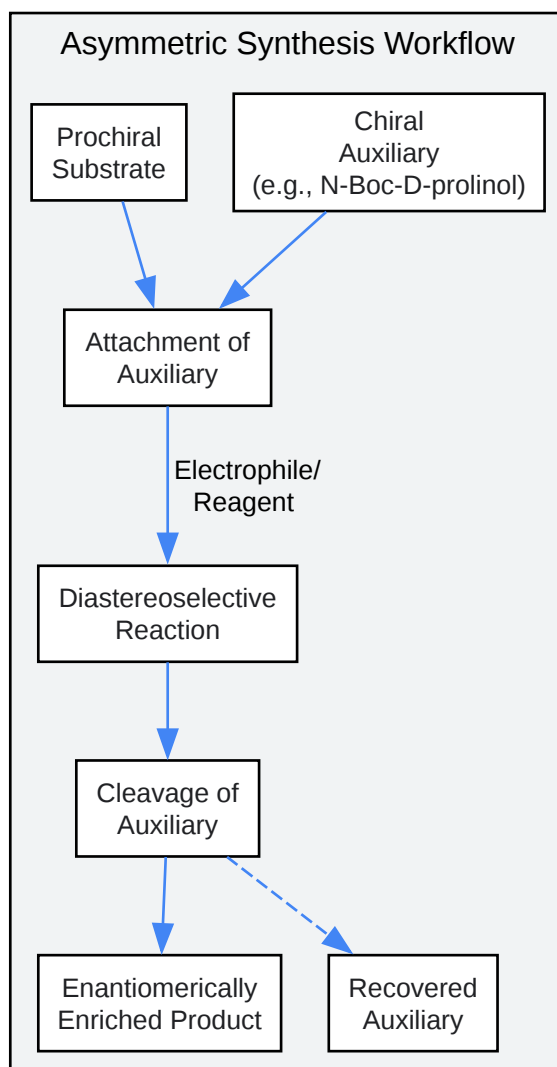 Asymmetric Synthesis Workflow
Prochiral
Substrate
Chiral
Auxiliary
(e.g., N-Boc-D-prolinol)
Attachment of
Auxiliary
Electrophile/
Reagent
Diastereoselective
Reaction
Cleavage of
Auxiliary
Enantiomerically
Enriched Product
Recovered
Auxiliary